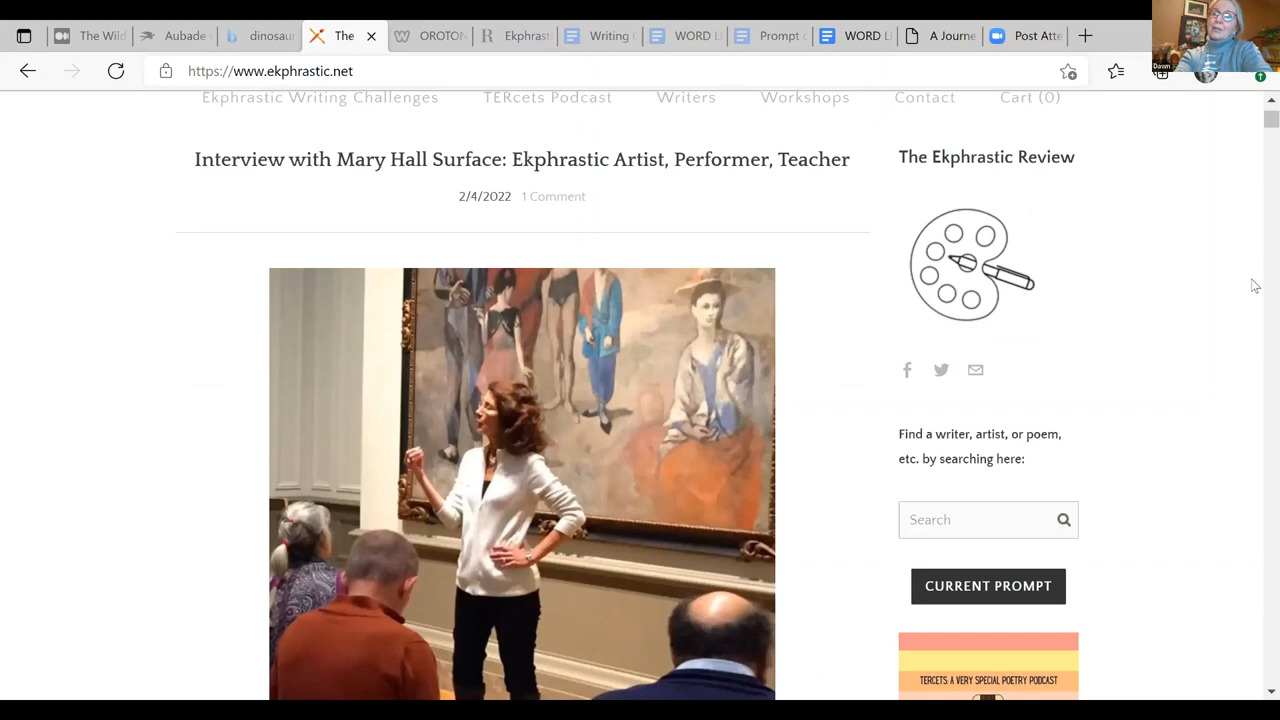 The Wild
Aubade
dinosaur
The
OROTON
Ekphrast
Writing
WORD LI
Prompt
WORD LI
A Journe
Post Atte
https://www.ekphrastic.net
Dawn
Ekphrastic Writing Challenges
TERcets Podcast
Writers
Workshops
Contact
Cart (0)
Interview with Mary Hall Surface: Ekphrastic Artist, Performer, Teacher
2/4/2022 1 Comment
The Ekphrastic Review
Find a writer, artist, or poem,
etc. by searching here:
Search
CURRENT PROMPT
TERCETS: A VERY SPECIAL POETRY PODCAST